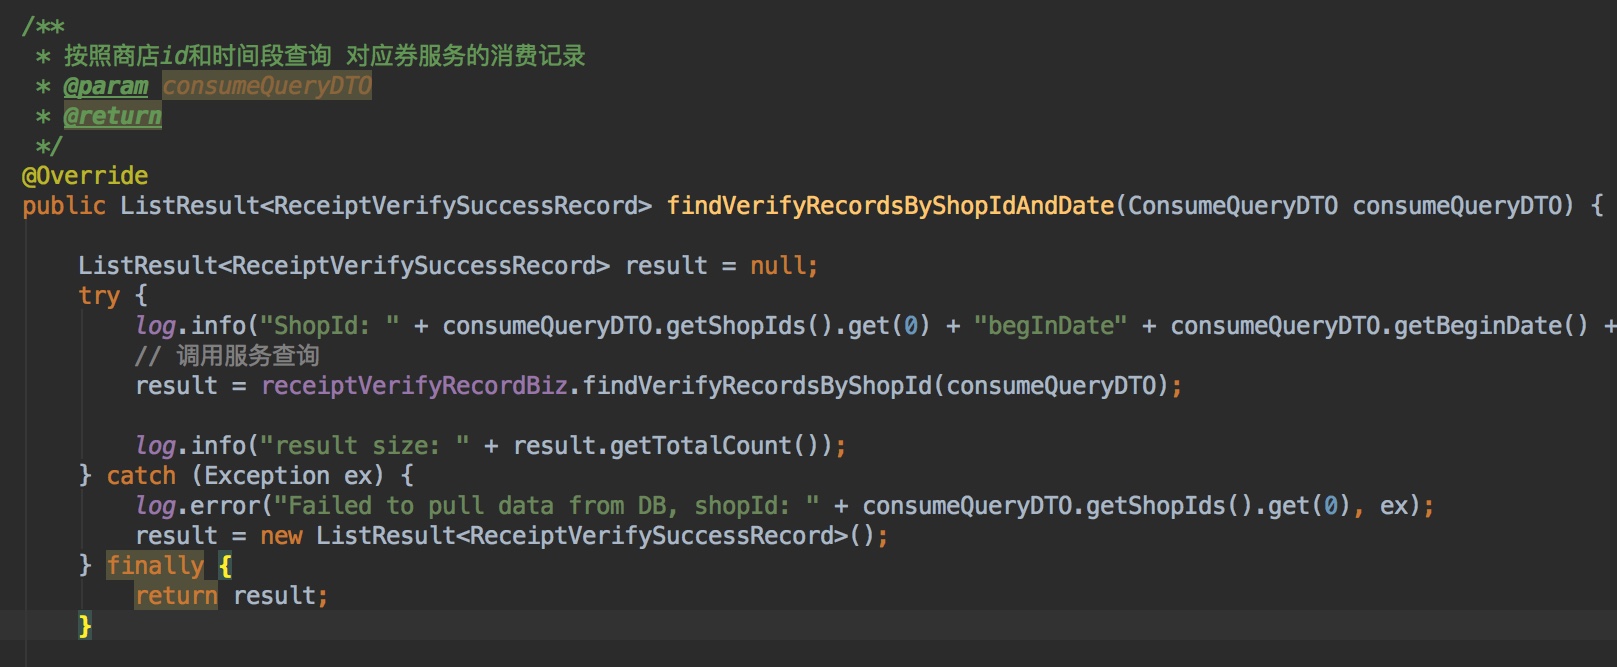 /**
 * 按照商店id和时间段查询 对应券服务的消费记录
 * @param consumeQueryDTO
 * @return
 */
@Override
public ListResult<ReceiptVerifySuccessRecord> findVerifyRecordsByShopIdAndDate(ConsumeQueryDTO consumeQueryDTO) {
ListResult<ReceiptVerifySuccessRecord> result = null;
try {
log.info("ShopId: " + consumeQueryDTO.getShopIds().get(0) + "begInDate" + consumeQueryDTO.getBeginDate() +
// 调用服务查询
result = receiptVerifyRecordBiz.findVerifyRecordsByShopId(consumeQueryDTO);
log.info("result size: " + result.getTotalCount());
} catch (Exception ex) {
log.error("Failed to pull data from DB, shopId: " + consumeQueryDTO.getShopIds().get(0), ex);
result = new ListResult<ReceiptVerifySuccessRecord>();
} finally {
return result;
}